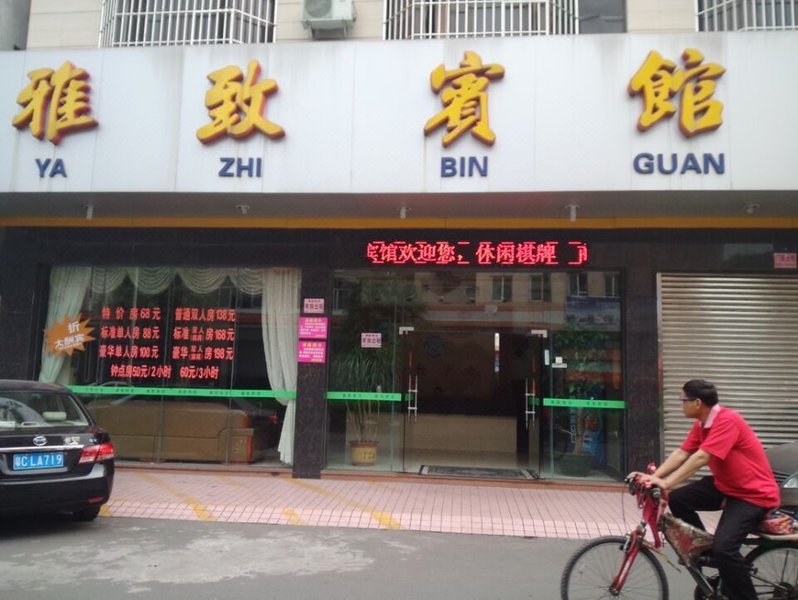 雅致賓館
YA ZHI BIN GUAN
宾馆欢迎您，休闲棋牌
折
大酬宾
特价房68元 普通双人房138元
标准单人房88元 标准 房168元
豪华单人房100元 豪华 房198元
钟点房50元/2小时 60元/3小时
粤CLA719